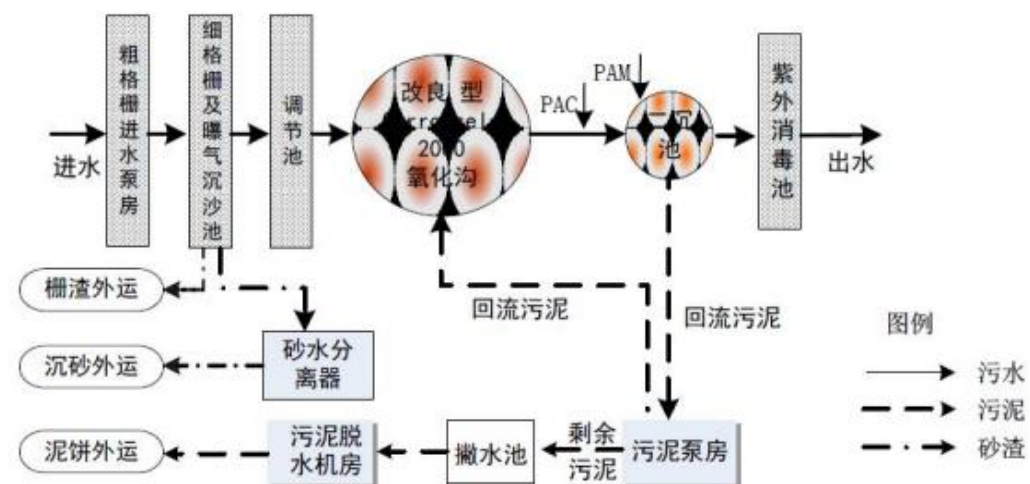 进水
粗格栅进水泵房
细格栅及曝气沉沙池
调节池
改良型
2000
氧化沟
PAC
PAM
池
紫外消毒池
出水
栅渣外运
沉砂外运
泥饼外运
砂水分
离器
污泥脱
水机房
撇水池
剩余
污泥
污泥泵房
回流污泥
回流污泥
图例
污水
污泥
砂渣